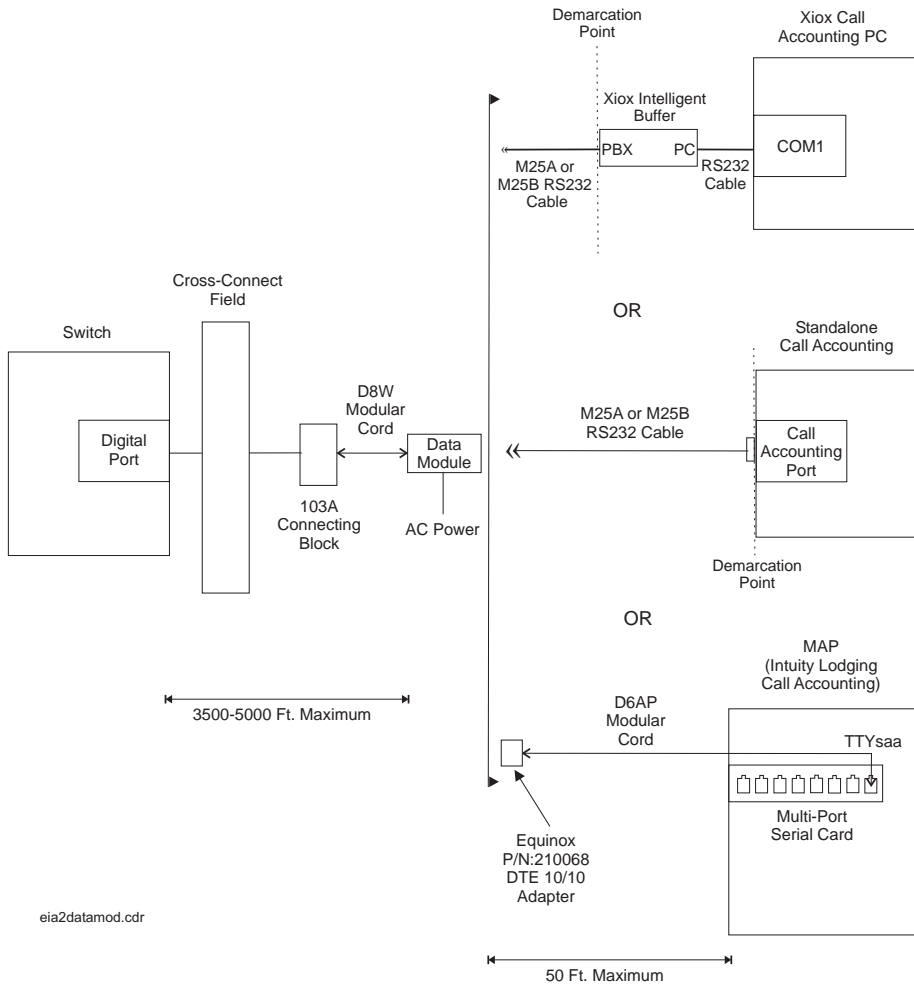 Demarcation
Point
Xiox Call
Accounting PC
Xiox Intelligent
Buffer
PBX
PC
COM1
M25A or
M25B RS232
Cable
RS232
Cable
Cross-Connect
Field
OR
Switch
Standalone
Call Accounting
D8W
Modular
Cord
M25A or M25B
RS232 Cable
Digital
Port
Data
Module
Call
Accounting
Port
103A
Connecting
Block
AC Power
Demarcation
Point
OR
MAP
(Intuity Lodging
Call Accounting)
3500-5000 Ft. Maximum
D6AP
Modular
Cord
TTYsaa
Multi-Port
Serial Card
Equinox
P/N:210068
DTE 10/10
Adapter
eia2datamod.cdr
50 Ft. Maximum